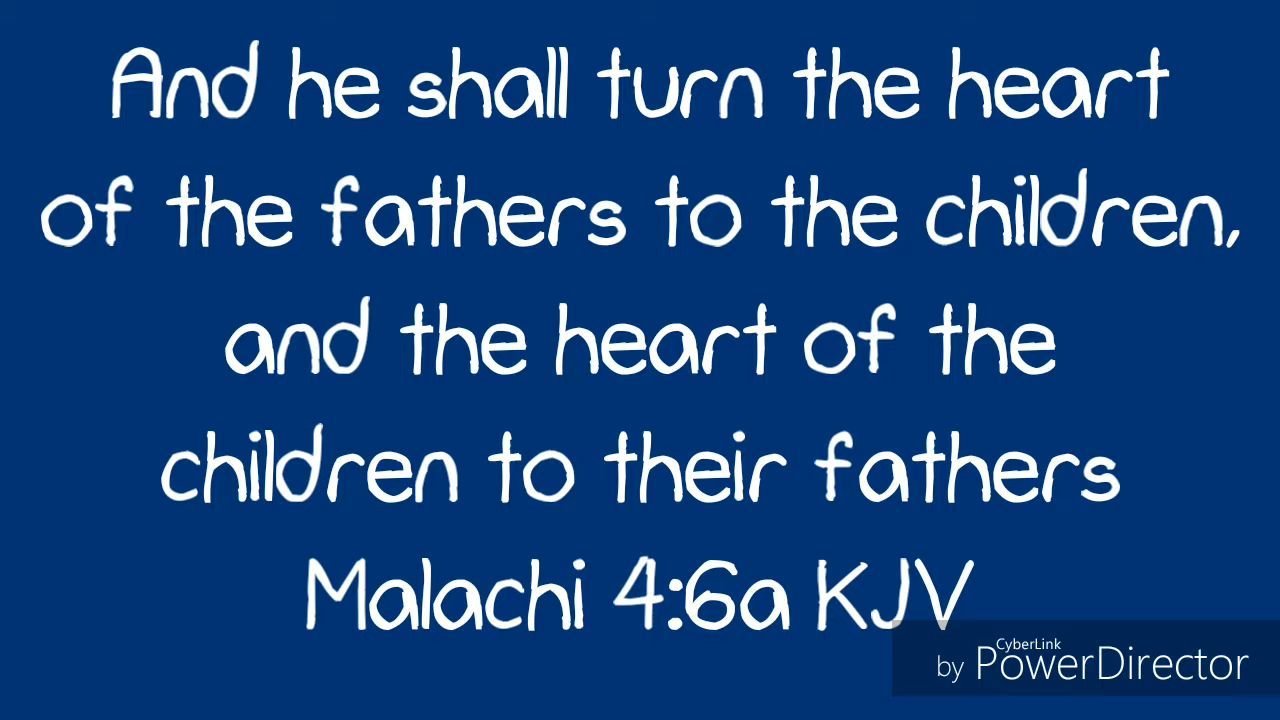 And he shall turn the heart
of the fathers to the children,
and the heart of the
children to their fathers
Malachi 4:6a KJV
CyberLink
by PowerDirector